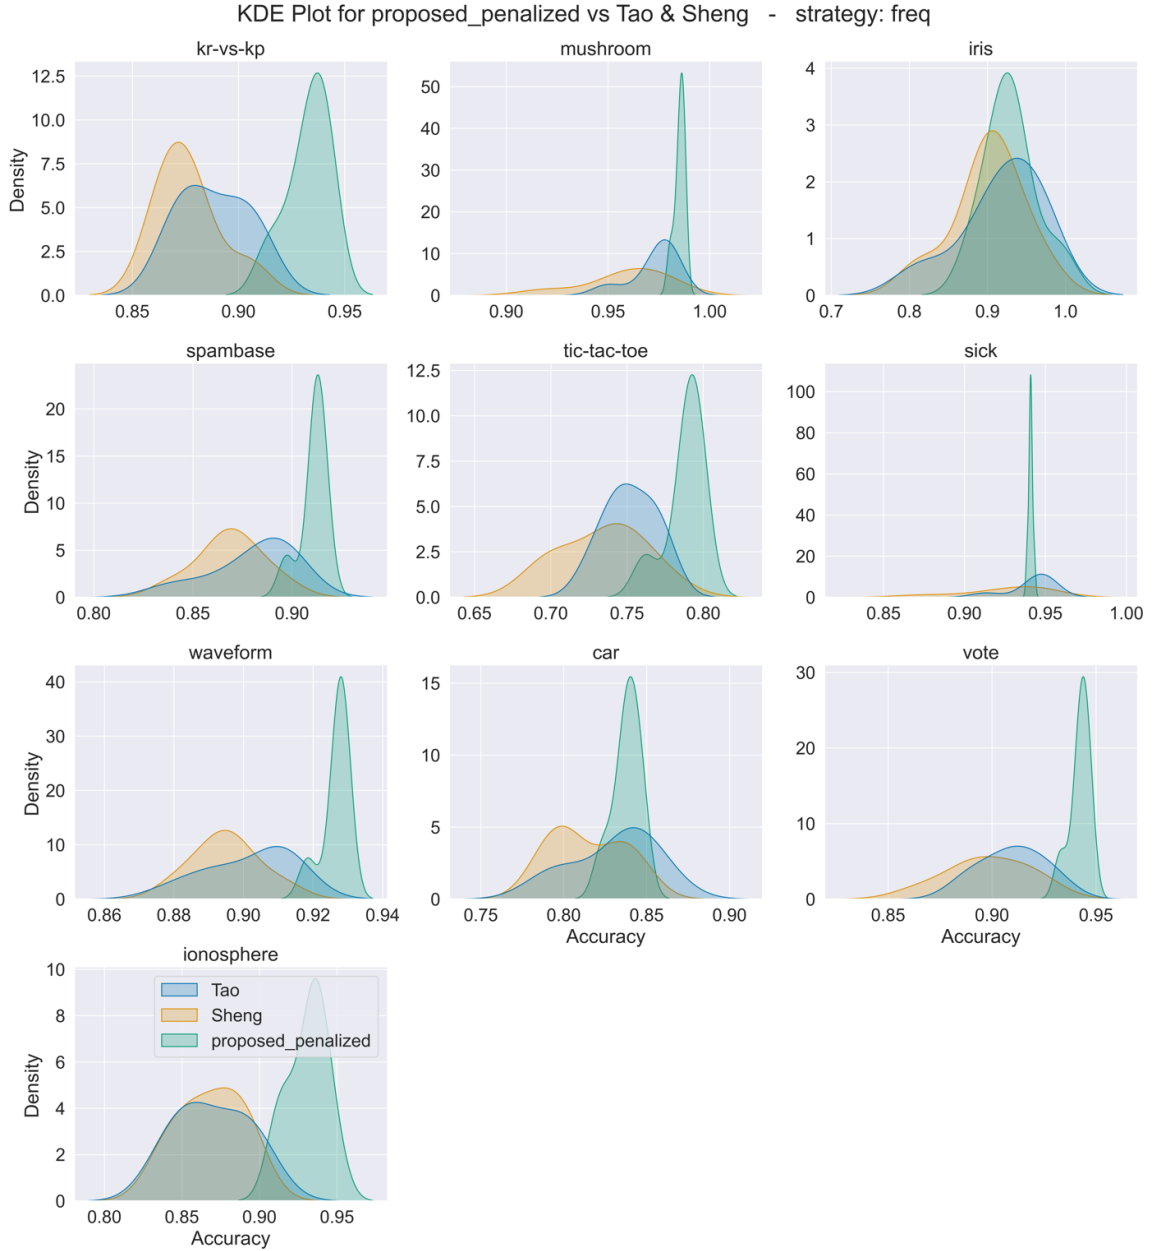 KDE Plot for proposed_penalized vs Tao & Sheng - strategy: freq
kr-vs-kp
mushroom
iris
Density
12.5
10.0
7.5
5.0
2.5
0.0
0.85 0.90 0.95
50
40
30
20
10
0
0.90 0.95 1.00
4
3
2
1
0
0.7 0.8 0.9 1.0
spambase
tic-tac-toe
sick
Density
20
15
10
5
0
0.80 0.85 0.90
12.5
10.0
7.5
5.0
2.5
0.0
0.65 0.70 0.75 0.80
100
80
60
40
20
0
0.85 0.90 0.95 1.00
waveform
car
vote
Density
40
30
20
10
0
0.86 0.88 0.90 0.92 0.94
15
10
5
0
0.75 0.80 0.85 0.90
Accuracy
30
20
10
0
0.85 0.90 0.95
Accuracy
ionosphere
Density
10
8
6
4
2
0
Tao
Sheng
proposed_penalized
0.80 0.85 0.90 0.95
Accuracy